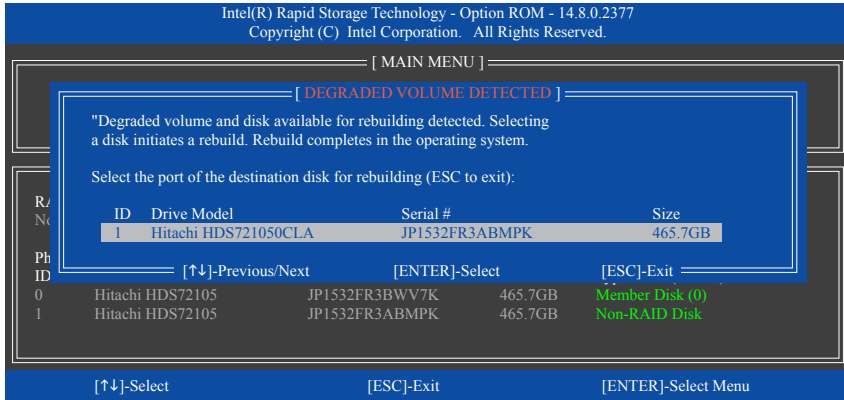 Intel(R) Rapid Storage Technology - Option ROM - 14.8.0.2377
Copyright (C) Intel Corporation. All Rights Reserved.
[ MAIN MENU ]
[ DEGRADED VOLUME DETECTED ]
"Degraded volume and disk available for rebuilding detected. Selecting
a disk initiates a rebuild. Rebuild completes in the operating system.
Select the port of the destination disk for rebuilding (ESC to exit):
ID Drive Model Serial # Size
1 Hitachi HDS721050CLA JP1532FR3ABMPK 465.7GB
[↑↓]-Previous/Next [ENTER]-Select [ESC]-Exit
ID
0 Hitachi HDS72105 JP1532FR3BWV7K 465.7GB Member Disk (0)
1 Hitachi HDS72105 JP1532FR3ABMPK 465.7GB Non-RAID Disk
[↑↓]-Select [ESC]-Exit [ENTER]-Select Menu